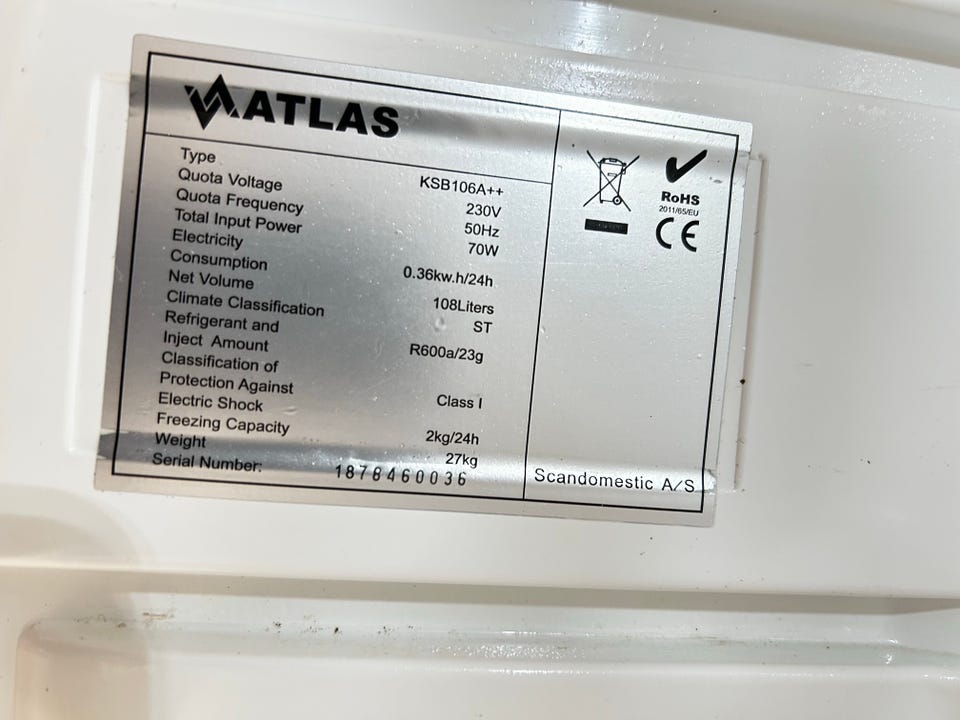 ATLAS
Type KSB106A++
Quota Voltage 230V
Quota Frequency 50Hz
Total Input Power 70W
Electricity
Consumption 0.36kw.h/24h
Net Volume 108Liters
Climate Classification ST
Refrigerant and
Inject Amount R600a/23g
Classification of
Protection Against
Electric Shock Class I
Freezing Capacity 2kg/24h
Weight 27kg
Serial Number: 1878460036
RoHS
2011/65/EU
CE
Scandomestic A/S